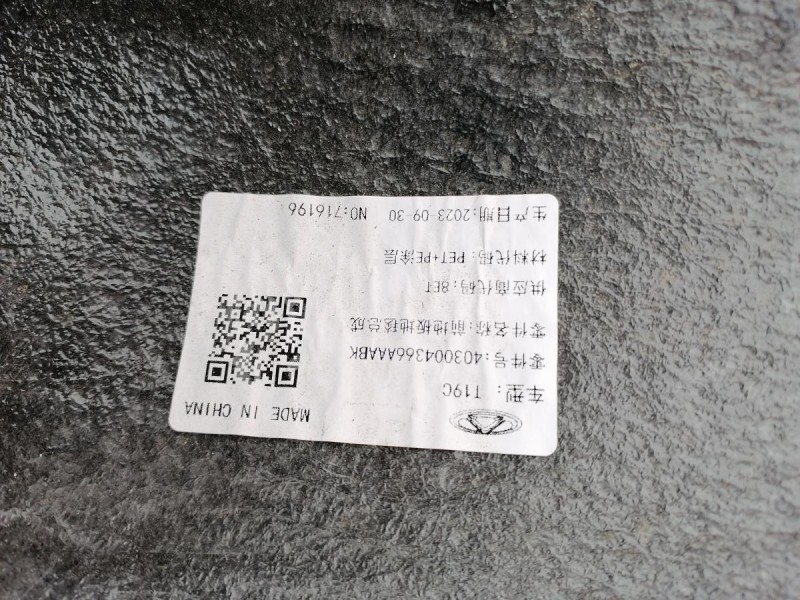 MADE IN CHINA
车型: T19C
零件号:403004366AAABK
零件名称:前地板地毯总成
供应商代码:8ET
材料代码: PET+PE涂层
生产日期:2023-09-30 NO:716196